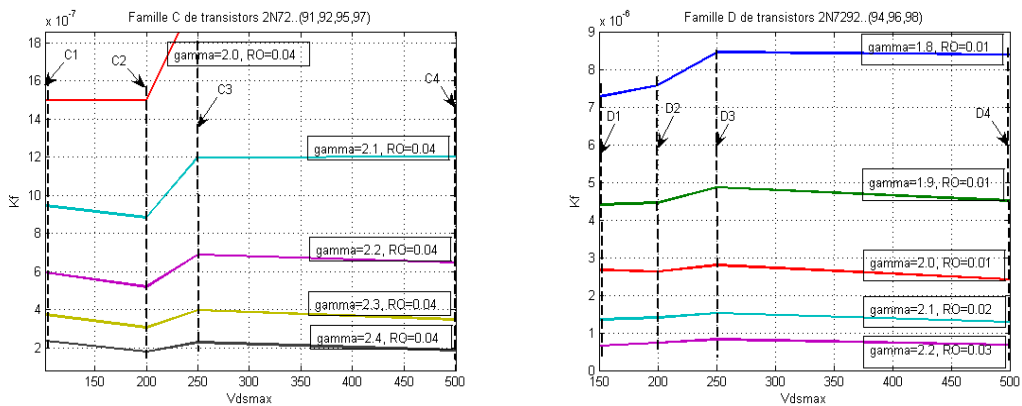 x 10-7
Famille C de transistors 2N72..(91,92,95,97)
gamma=2.0, RO=0.04
C1
C2
C3
C4
gamma=2.1, RO=0.04
gamma=2.2, RO=0.04
gamma=2.3, RO=0.04
gamma=2.4, RO=0.04
18
16
14
12
10
8
6
4
2
Kf
150
200
250
300
350
400
450
500
Vdsmax
x 10-6
Famille D de transistors 2N7292..(94,96,98)
gamma=1.8, RO=0.01
D1
D2
D3
D4
gamma=1.9, RO=0.01
gamma=2.0, RO=0.01
gamma=2.1, RO=0.02
gamma=2.2, RO=0.03
9
8
7
6
5
4
3
2
1
0
Kf
150
200
250
300
350
400
450
500
Vdsmax